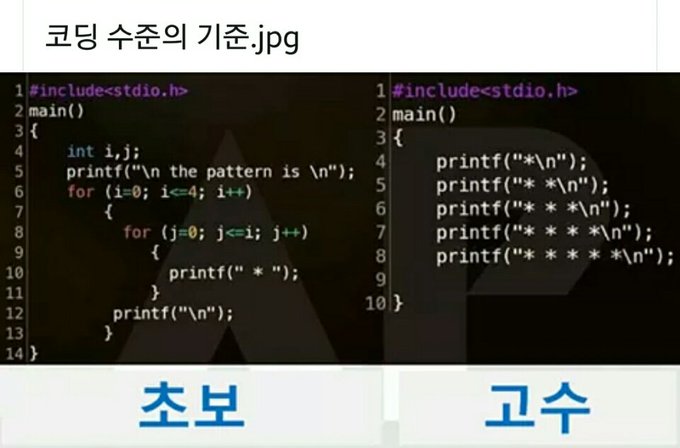 코딩 수준의 기준.jpg
1 #include<stdio.h>
2 main()
3 {
4 int i,j;
5 printf("\n the pattern is \n");
6 for (i=0; i<=4; i++)
7 {
8 for (j=0; j<=i; j++)
9 {
10 printf(" * ");
11 }
12 printf("\n");
13 }
14 }
초보
1 #include<stdio.h>
2 main()
3 {
4 printf("*\n");
5 printf("* *\n");
6 printf("* * *\n");
7 printf("* * * *\n");
8 printf("* * * * *\n");
9
10 }
고수